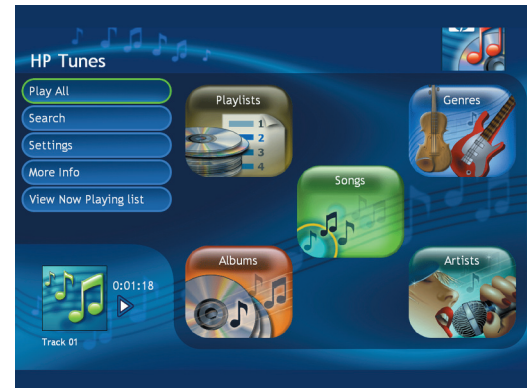 HP Tunes
Play All
Search
Settings
More Info
View Now Playing list
Playlists
1
2
3
4
Genres
Songs
Albums
Artists
0:01:18
Track 01